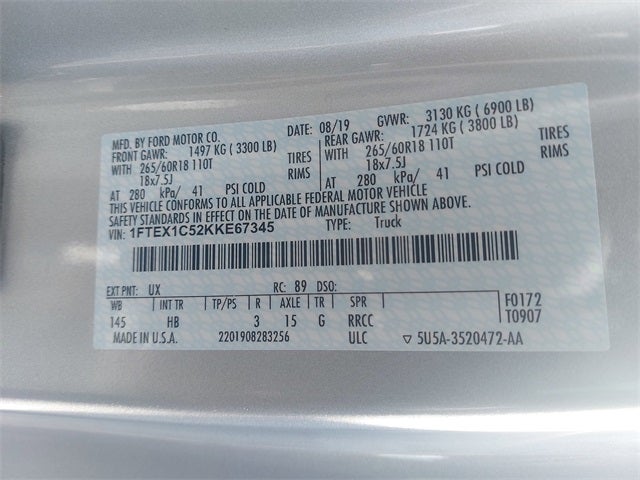 MFD. BY FORD MOTOR CO. DATE: 08/19 GVWR: 3130 KG ( 6900 LB)
FRONT GAWR: 1497 KG ( 3300 LB) REAR GAWR: 1724 KG ( 3800 LB)
WITH 265/60R18 110T TIRES WITH 265/60R18 110T TIRES
18x7.5J RIMS 18x7.5J RIMS
AT 280 kPa/ 41 PSI COLD AT 280 kPa/ 41 PSI COLD
THIS VEHICLE CONFORMS TO ALL APPLICABLE FEDERAL MOTOR VEHICLE
SAFETY STANDARDS IN EFFECT ON THE DATE OF MANUFACTURE SHOWN ABOVE.
VIN: 1FTEX1C52KKE67345 TYPE: Truck
EXT PNT: UX RC: 89 DSO:
WB INT TR TP/PS R AXLE TR SPR F0172
145 HB 3 15 G RRCC T0907
MADE IN U.S.A. 2201908283256 ULC ▽ 5U5A-3520472-AA